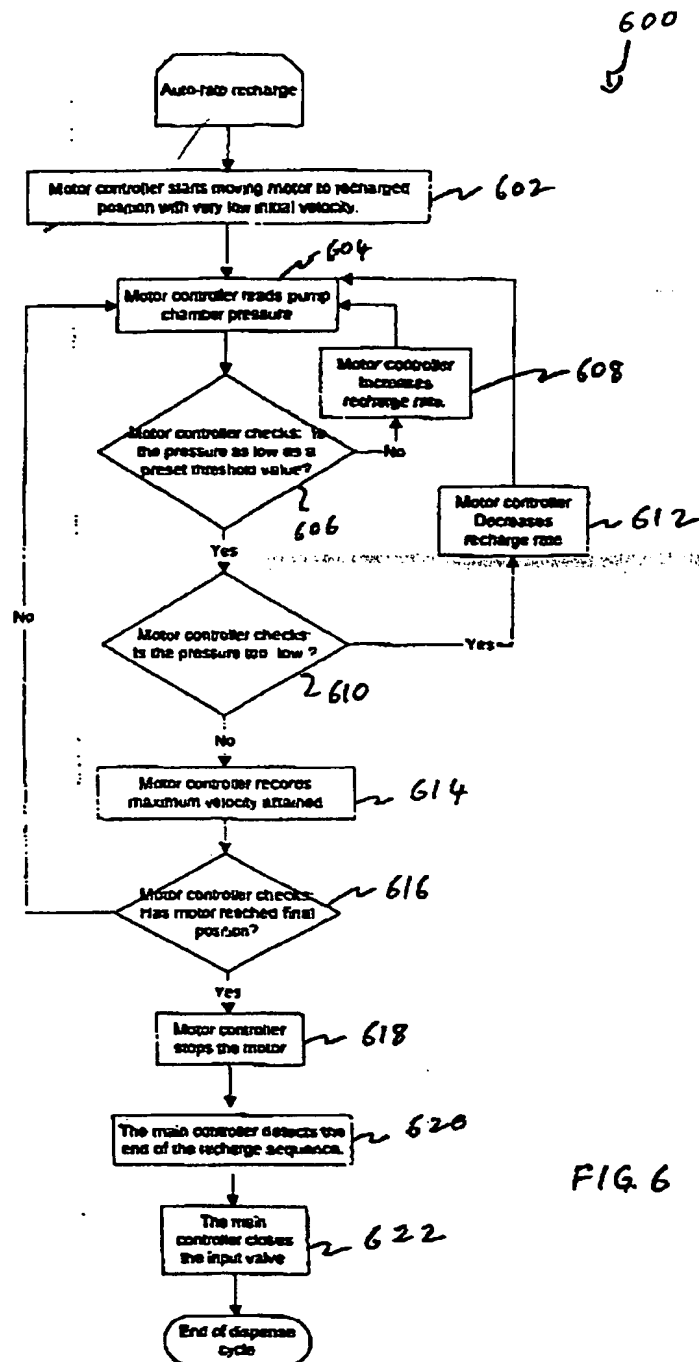 600
Auto-rate recharge
Motor controller starts moving motor to recharged
position with very low initial velocity.
602
604
Motor controller reads pump
chamber pressure
Motor controller
Increases
recharge rate.
608
Motor controller checks: Is
the pressure as low as a
preset threshold value?
No
606
Motor controller
Decreases
recharge rate
612
Yes
No
Motor controller checks:
Is the pressure too low ?
Yes
610
No
Motor controller records
maximum velocity attained
614
Motor controller checks:
Has motor reached final
position?
616
Yes
Motor controller
stops the motor
618
The main controller detects the
end of the recharge sequence.
620
FIG. 6
The main
controller closes
the input valve
622
End of dispense
cycle